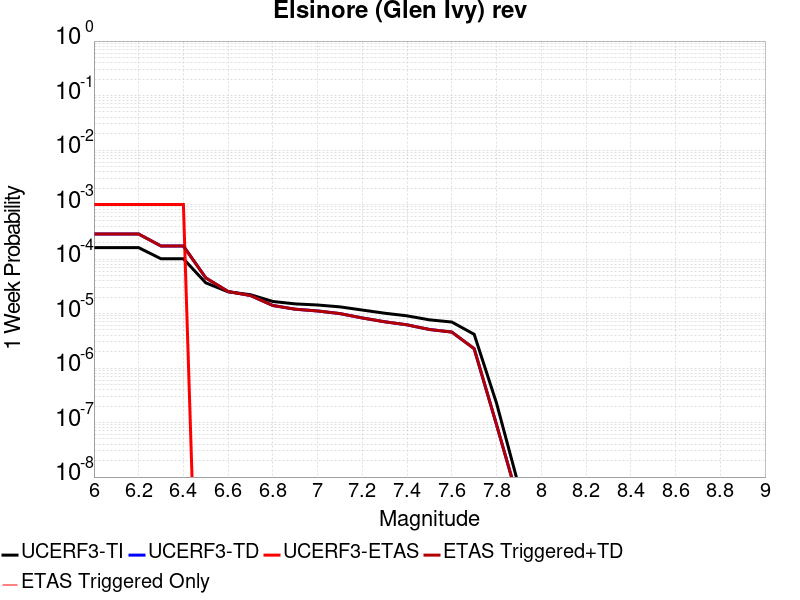 Elsinore (Glen Ivy) rev
10^0
10^-1
10^-2
10^-3
10^-4
10^-5
10^-6
10^-7
10^-8
1 Week Probability
6 6.2 6.4 6.6 6.8 7 7.2 7.4 7.6 7.8 8 8.2 8.4 8.6 8.8 9
Magnitude
UCERF3-TI UCERF3-TD UCERF3-ETAS ETAS Triggered+TD
ETAS Triggered Only